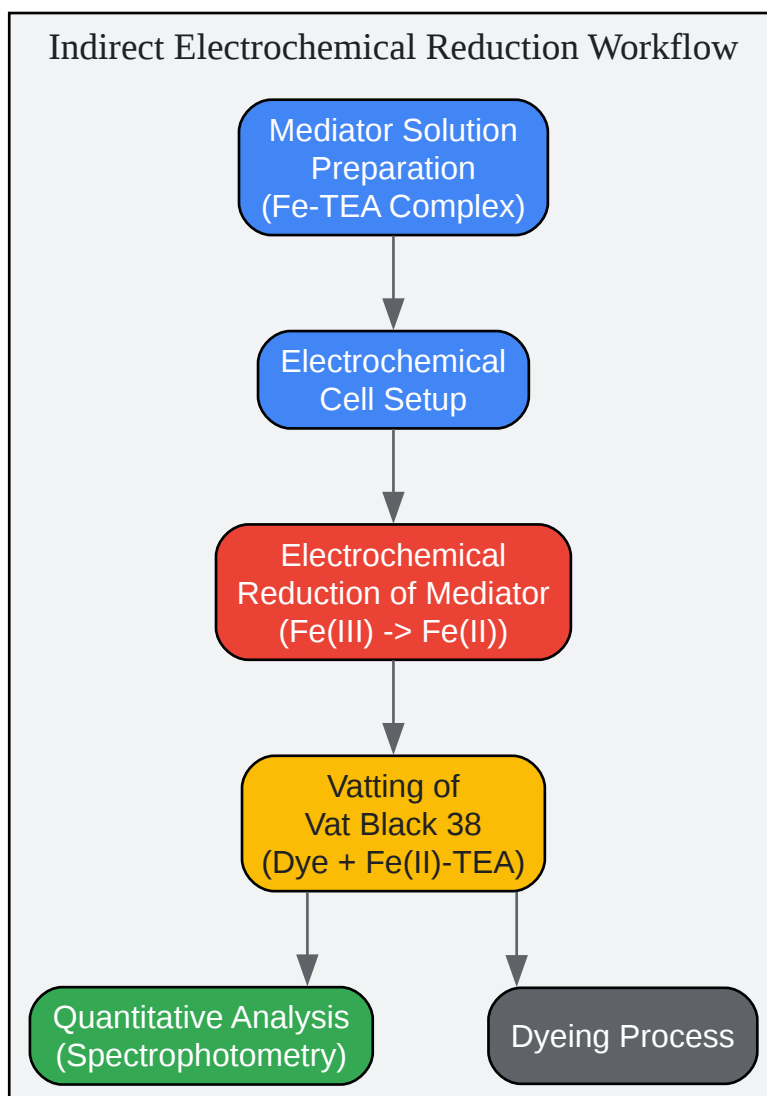 Indirect Electrochemical Reduction Workflow
Mediator Solution
Preparation
(Fe-TEA Complex)
Electrochemical
Cell Setup
Electrochemical
Reduction of Mediator
(Fe(III) -> Fe(II))
Vatting of
Vat Black 38
(Dye + Fe(II)-TEA)
Quantitative Analysis
(Spectrophotometry)
Dyeing Process